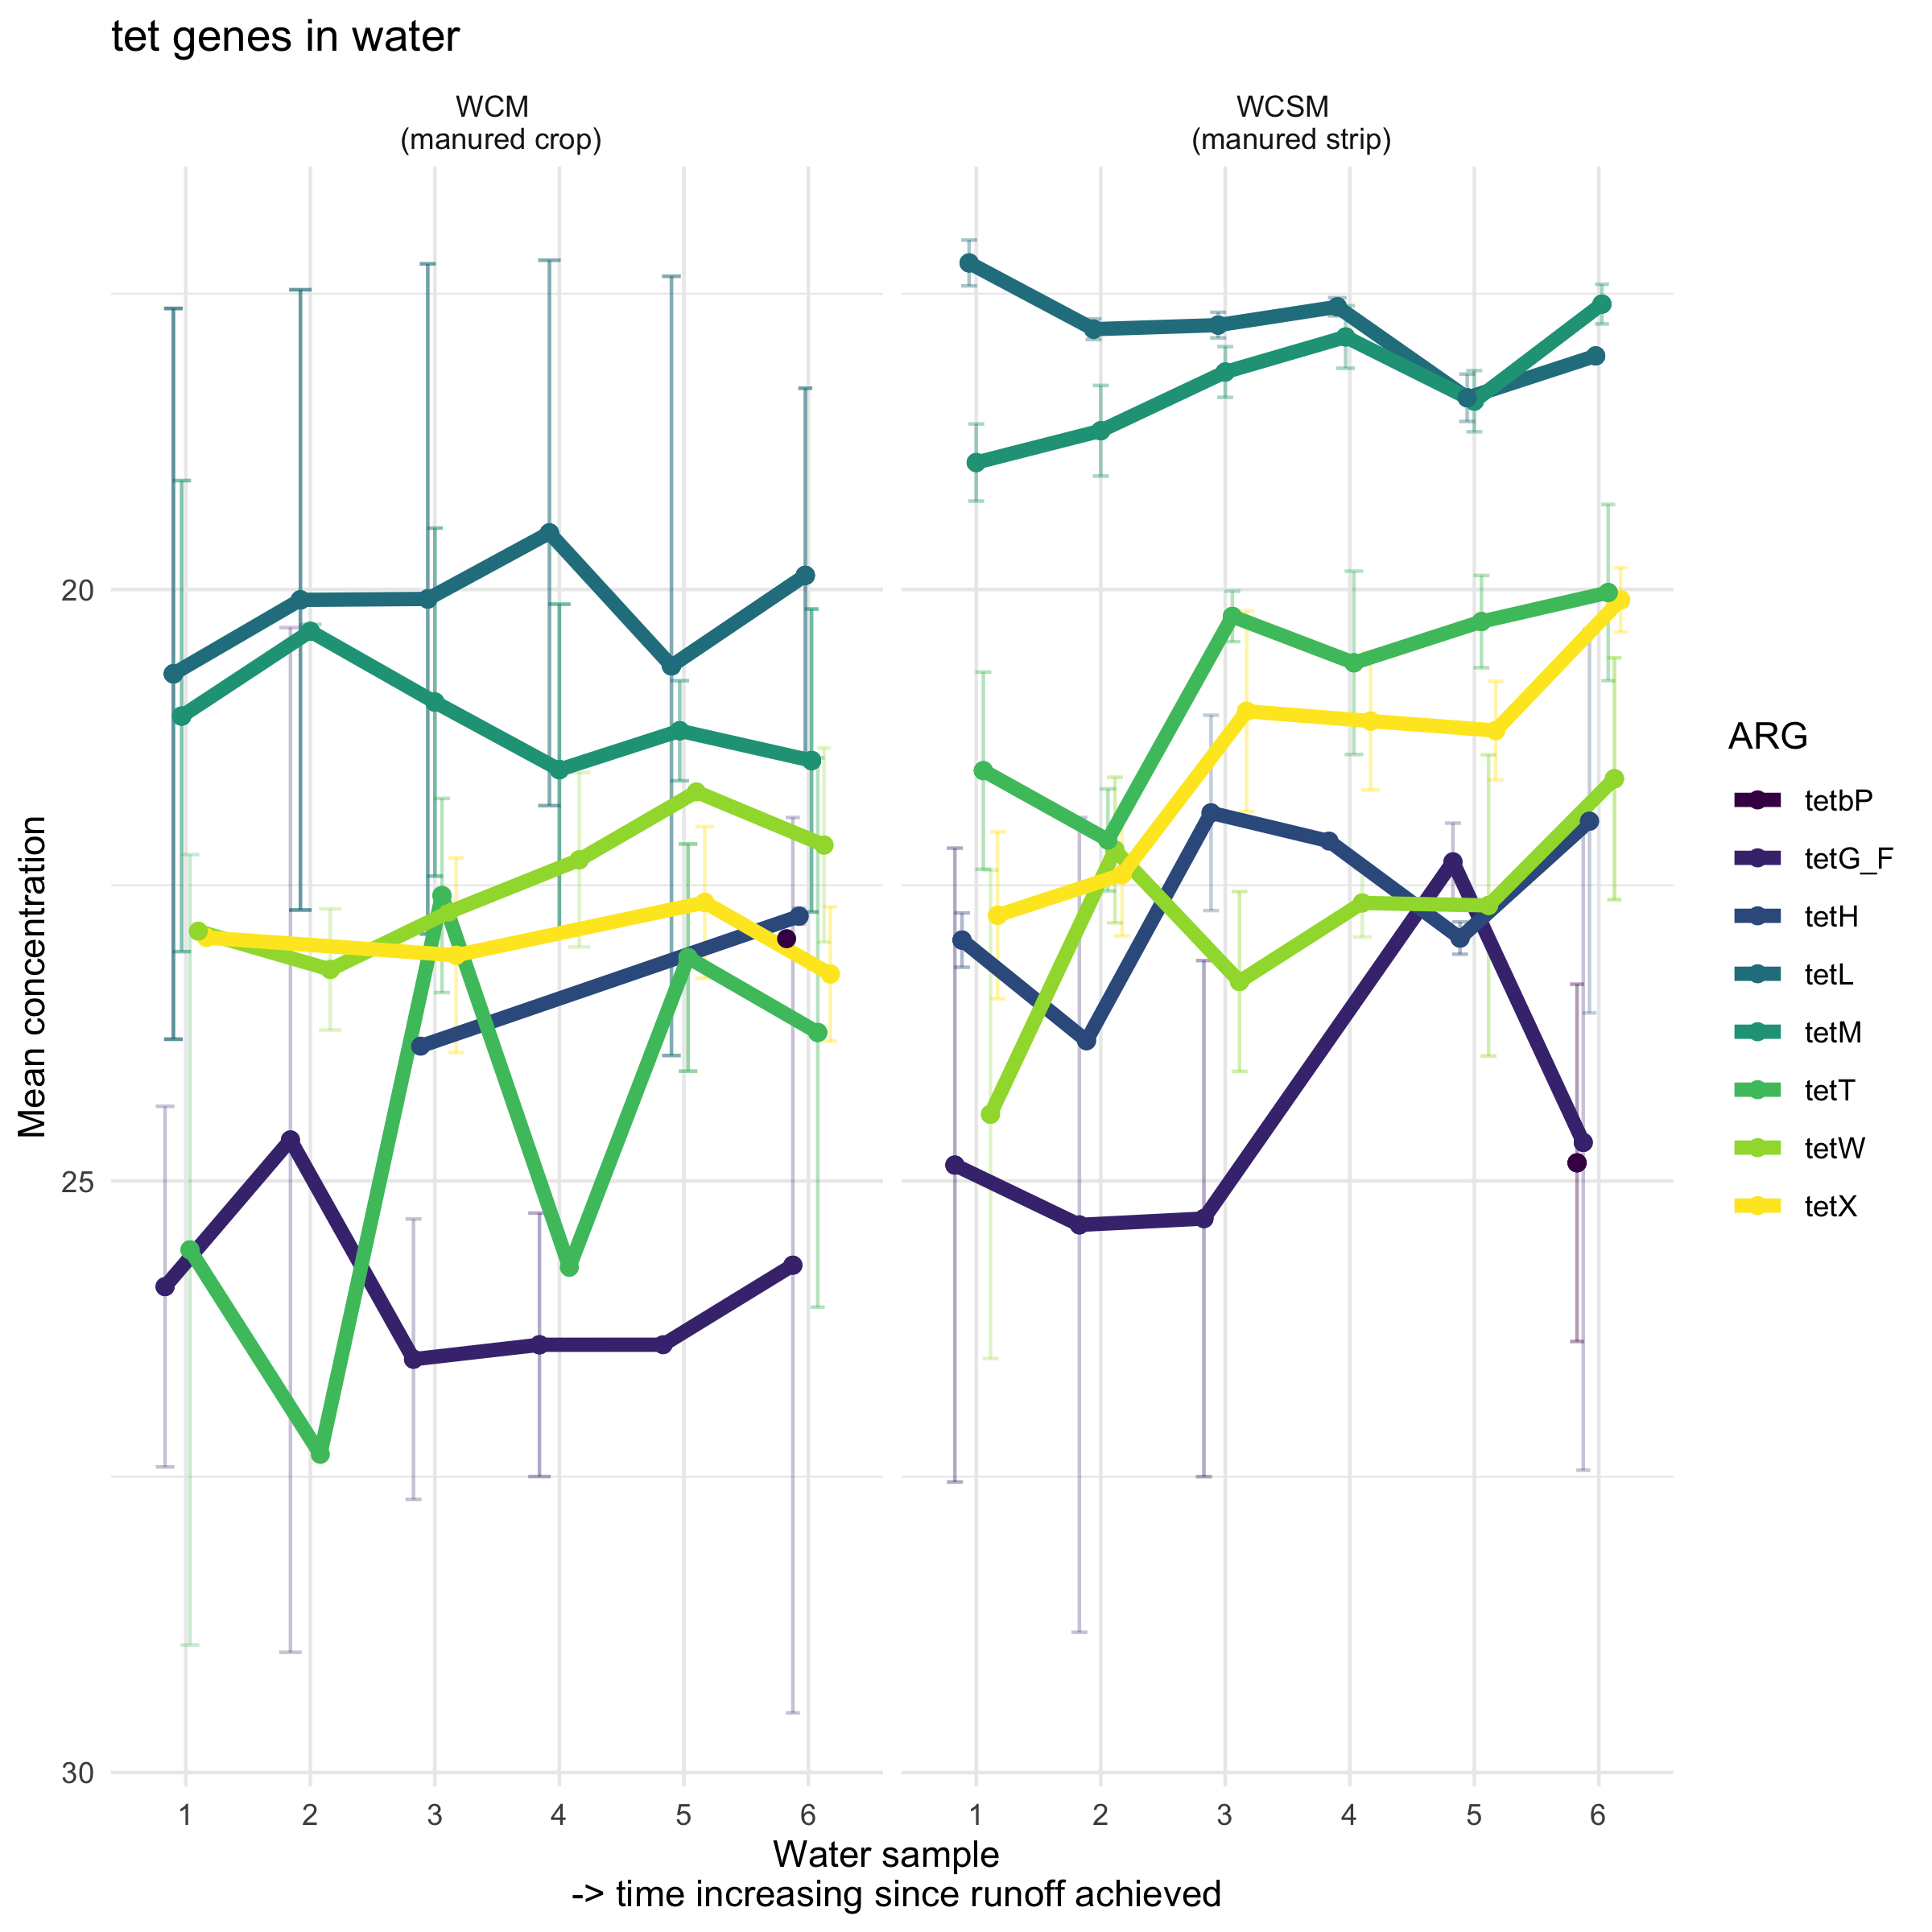 tet genes in water
WCM
(manured crop)
WCSM
(manured strip)
Mean concentration
20
25
30
1 2 3 4 5 6
1 2 3 4 5 6
Water sample
-> time increasing since runoff achieved
ARG
tetbP
tetG_F
tetH
tetL
tetM
tetT
tetW
tetX